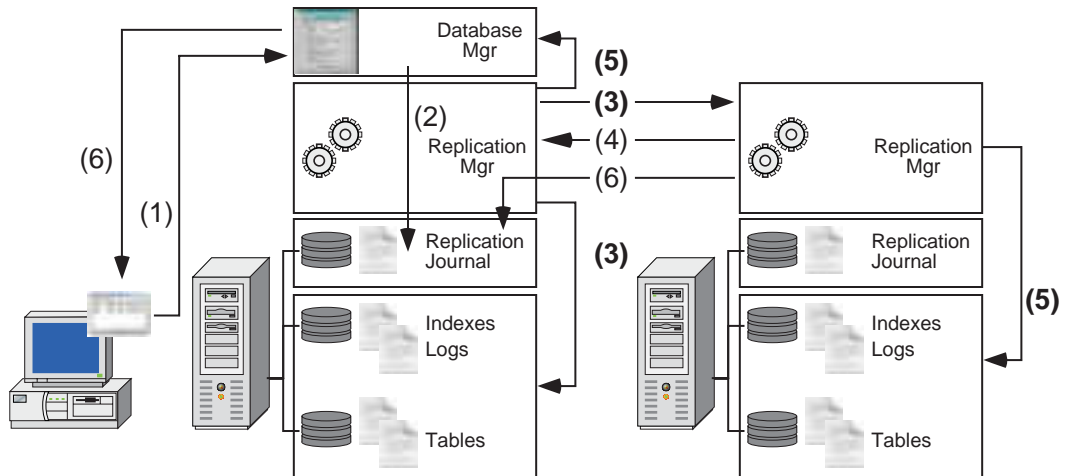 Database
Mgr
(5)
(3)
(2)
(4)
(6)
Replication
Mgr
Replication
Mgr
(6)
(1)
Replication
Journal
(3)
Replication
Journal
(5)
Indexes
Logs
Indexes
Logs
Tables
Tables